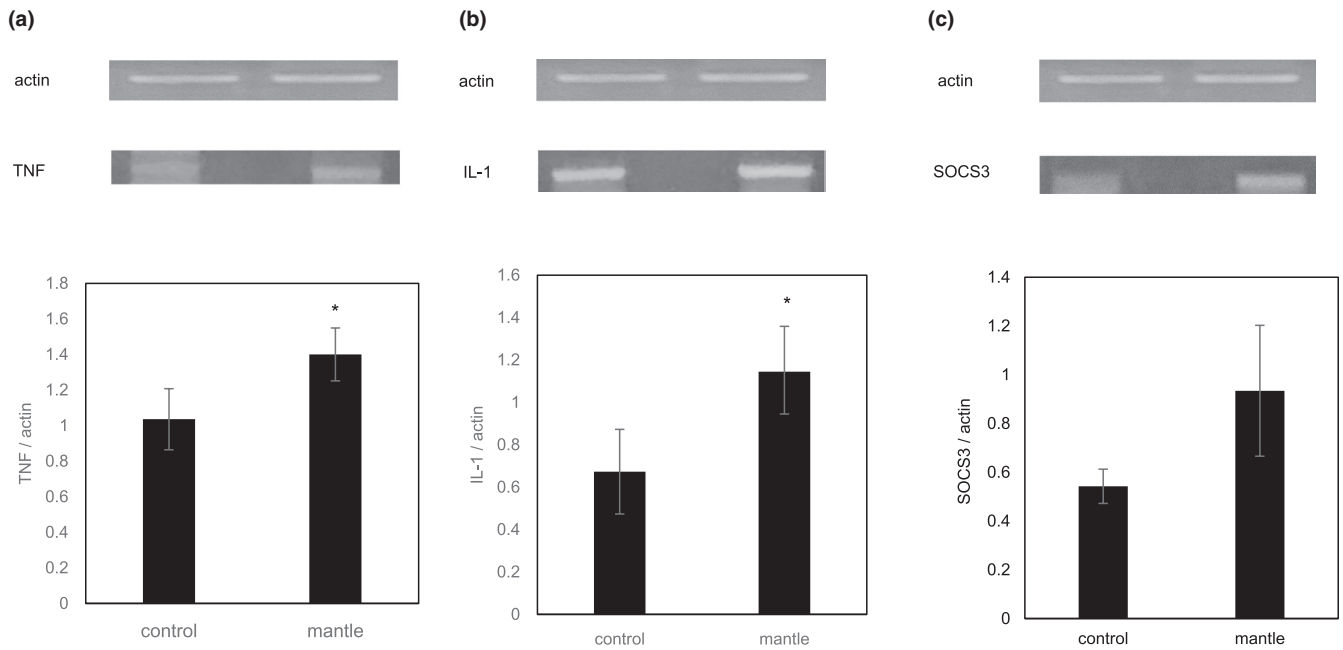 (a)
actin
TNF
1.8
1.6
1.4
1.2
1
0.8
0.6
0.4
0.2
0
TNF / actin
*
control
mantle
(b)
actin
IL-1
1.6
1.4
1.2
1
0.8
0.6
0.4
0.2
0
IL-1 / actin
*
control
mantle
(c)
actin
SOCS3
1.4
1.2
1
0.8
0.6
0.4
0.2
0
SOCS3 / actin
control
mantle